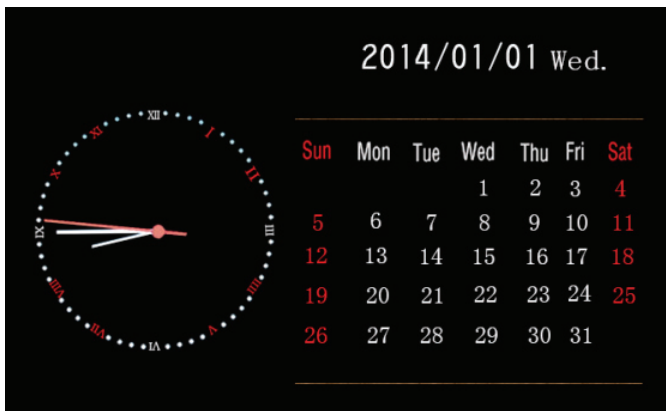 2014/01/01 Wed.
XII
I
II
III
IIII
V
VI
VII
VIII
IX
X
XI
Sun Mon Tue Wed Thu Fri Sat
1 2 3 4
5 6 7 8 9 10 11
12 13 14 15 16 17 18
19 20 21 22 23 24 25
26 27 28 29 30 31